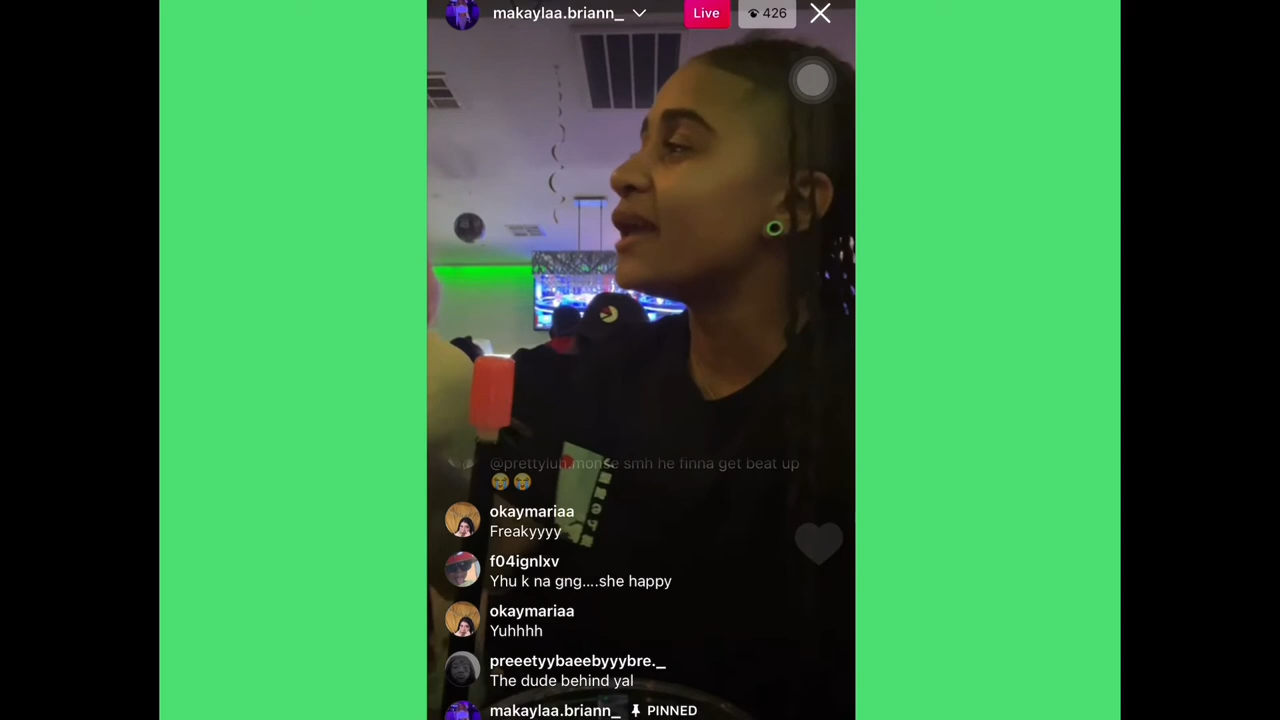 makaylaa.briann_
Live
426
@prettyluh.monse smh he finna get beat up
😭😭
okaymariaa
Freakyyyy
f04ignlxv
Yhu k na gng....she happy
okaymariaa
Yuhhhh
preeetyybaeebyyybre._
The dude behind yal
makaylaa.briann_ PINNED